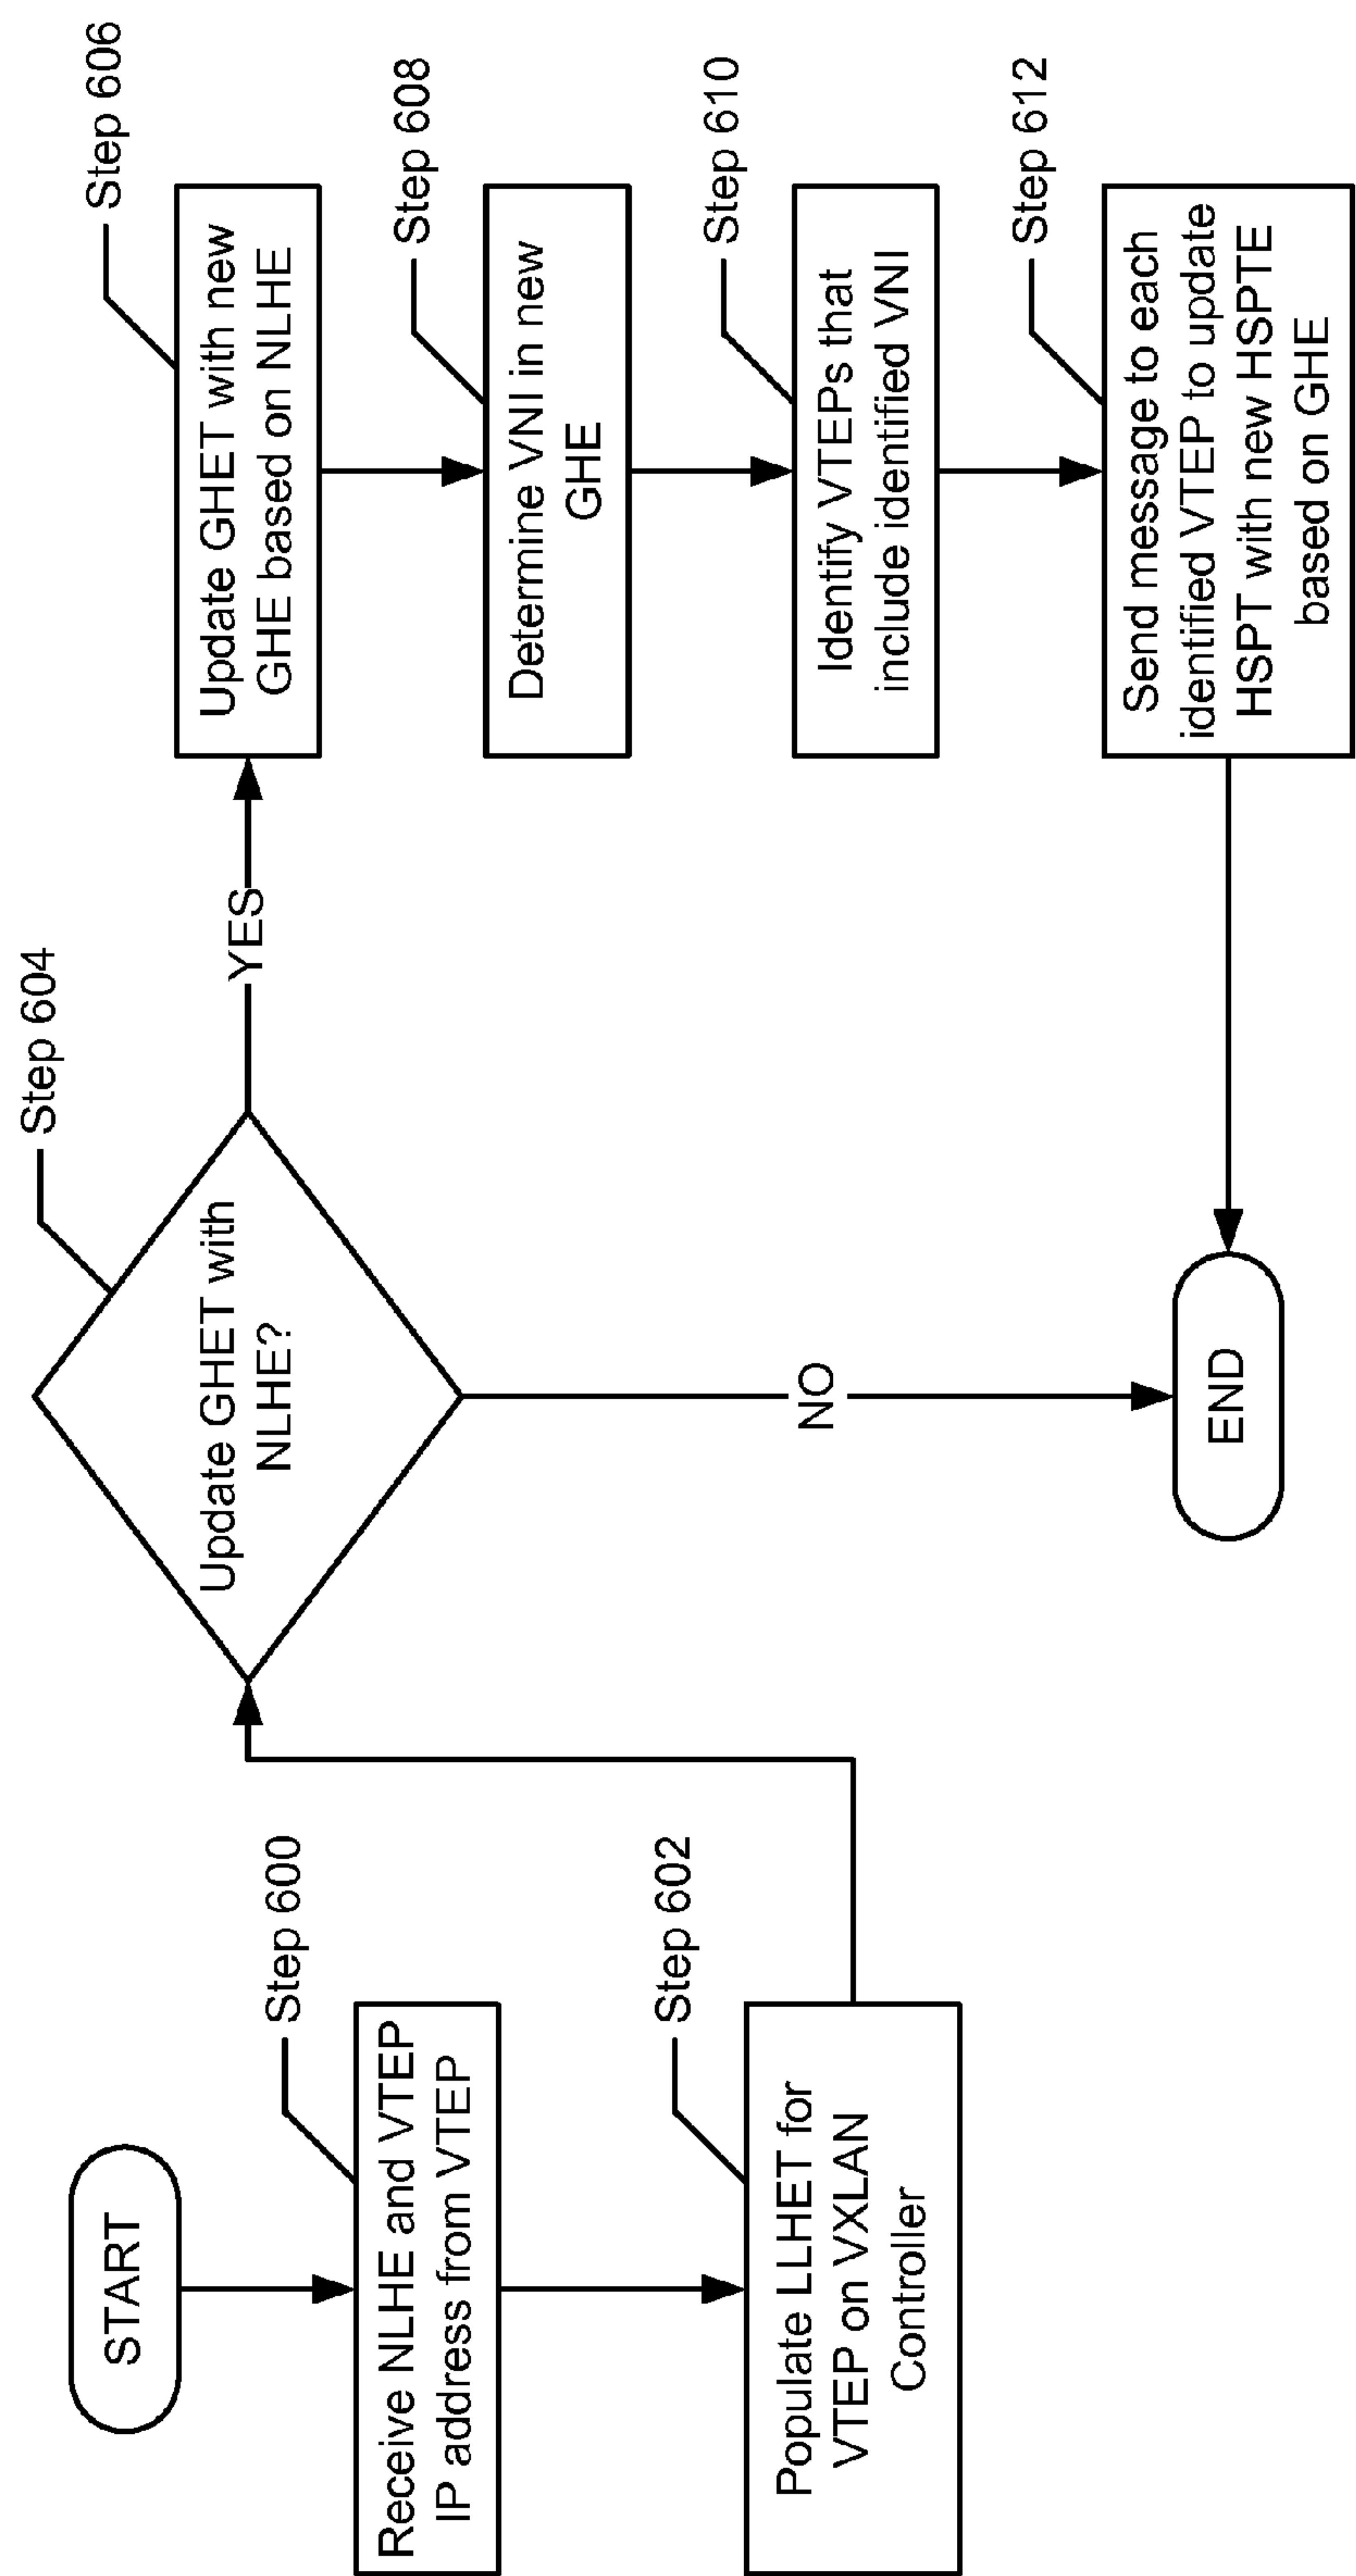 START
Step 600
Receive NLHE and VTEP
IP address from VTEP
Step 602
Populate LLHET for
VTEP on VXLAN
Controller
Step 604
Update GHET with
NLHE?
YES
NO
Step 606
Update GHET with new
GHE based on NLHE
Step 608
Determine VNI in new
GHE
Step 610
Identify VTEPs that
include identified VNI
Step 612
Send message to each
identified VTEP to update
HSPT with new HSPTE
based on GHE
END